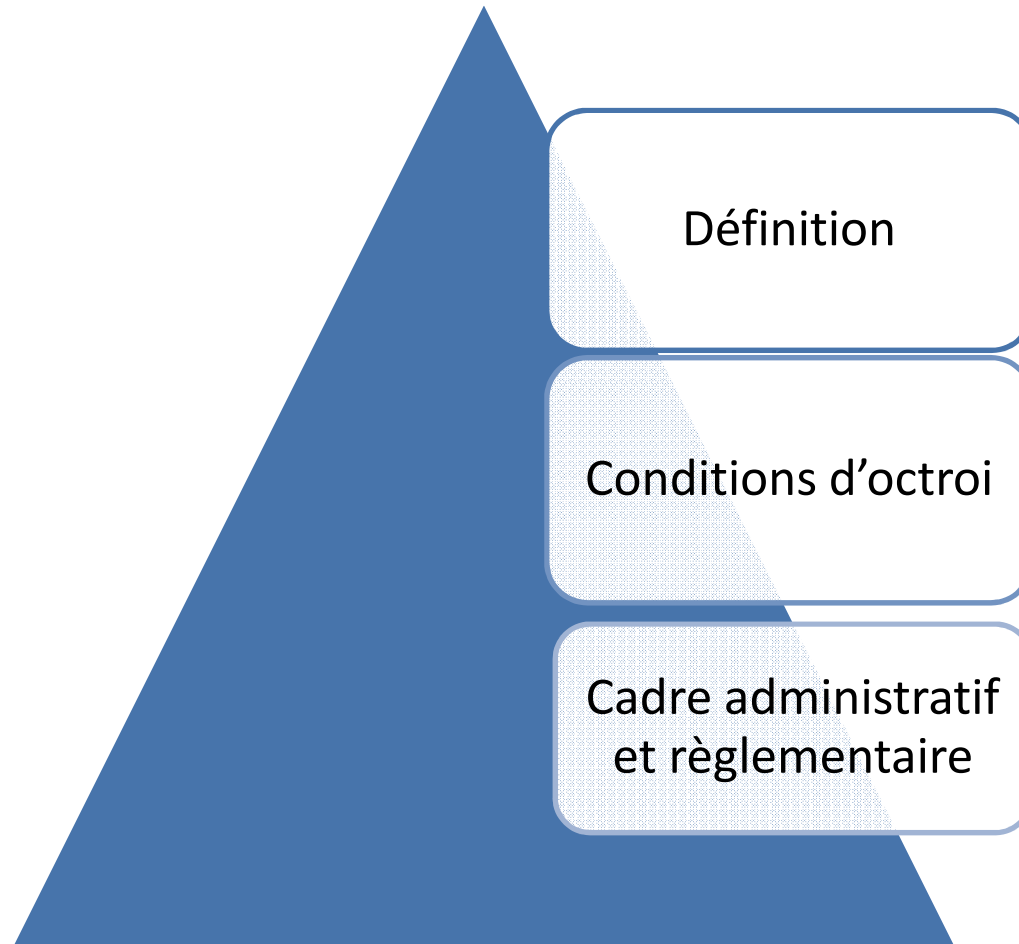 Définition
Conditions d’octroi
Cadre administratif
et règlementaire